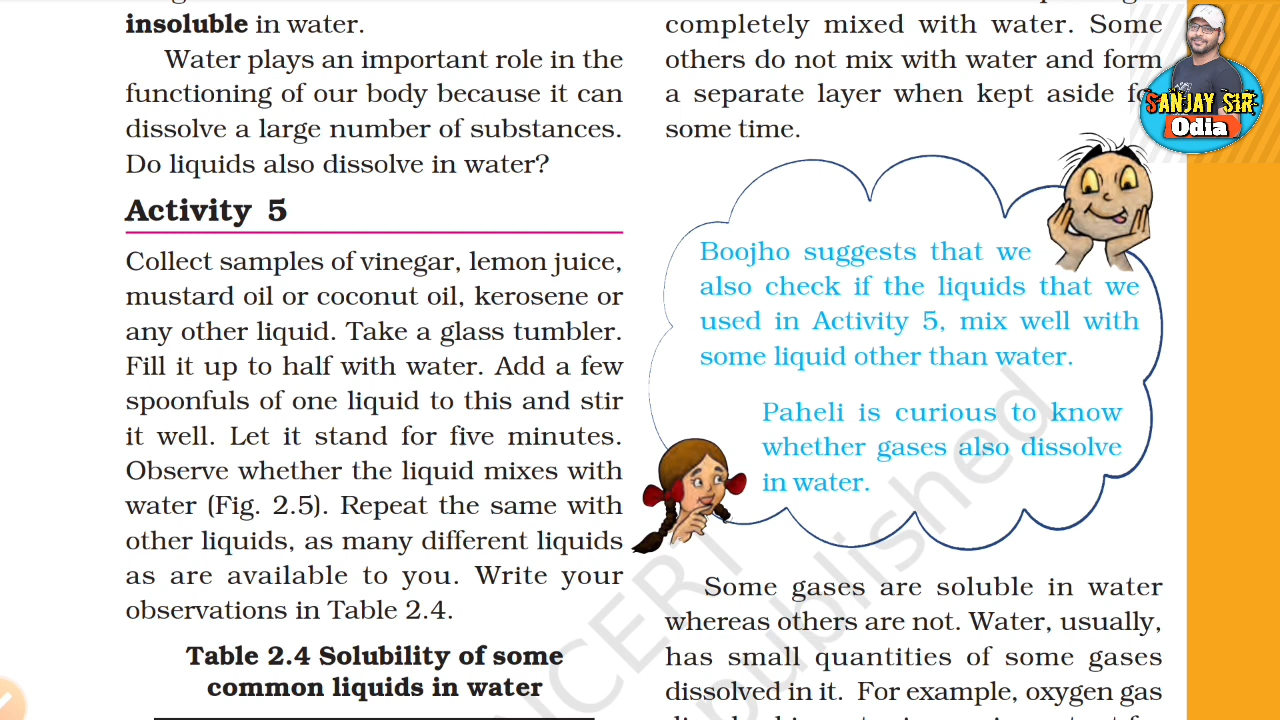 insoluble in water.
Water plays an important role in the
functioning of our body because it can
dissolve a large number of substances.
Do liquids also dissolve in water?
Activity 5
Collect samples of vinegar, lemon juice,
mustard oil or coconut oil, kerosene or
any other liquid. Take a glass tumbler.
Fill it up to half with water. Add a few
spoonfuls of one liquid to this and stir
it well. Let it stand for five minutes.
Observe whether the liquid mixes with
water (Fig. 2.5). Repeat the same with
other liquids, as many different liquids
as are available to you. Write your
observations in Table 2.4.
Table 2.4 Solubility of some
common liquids in water
completely mixed with water. Some
others do not mix with water and form
a separate layer when kept aside for
some time.
Boojho suggests that we
also check if the liquids that we
used in Activity 5, mix well with
some liquid other than water.
Paheli is curious to know
whether gases also dissolve
in water.
Some gases are soluble in water
whereas others are not. Water, usually,
has small quantities of some gases
dissolved in it. For example, oxygen gas
SANJAY SIR
Odia
NCERT
published